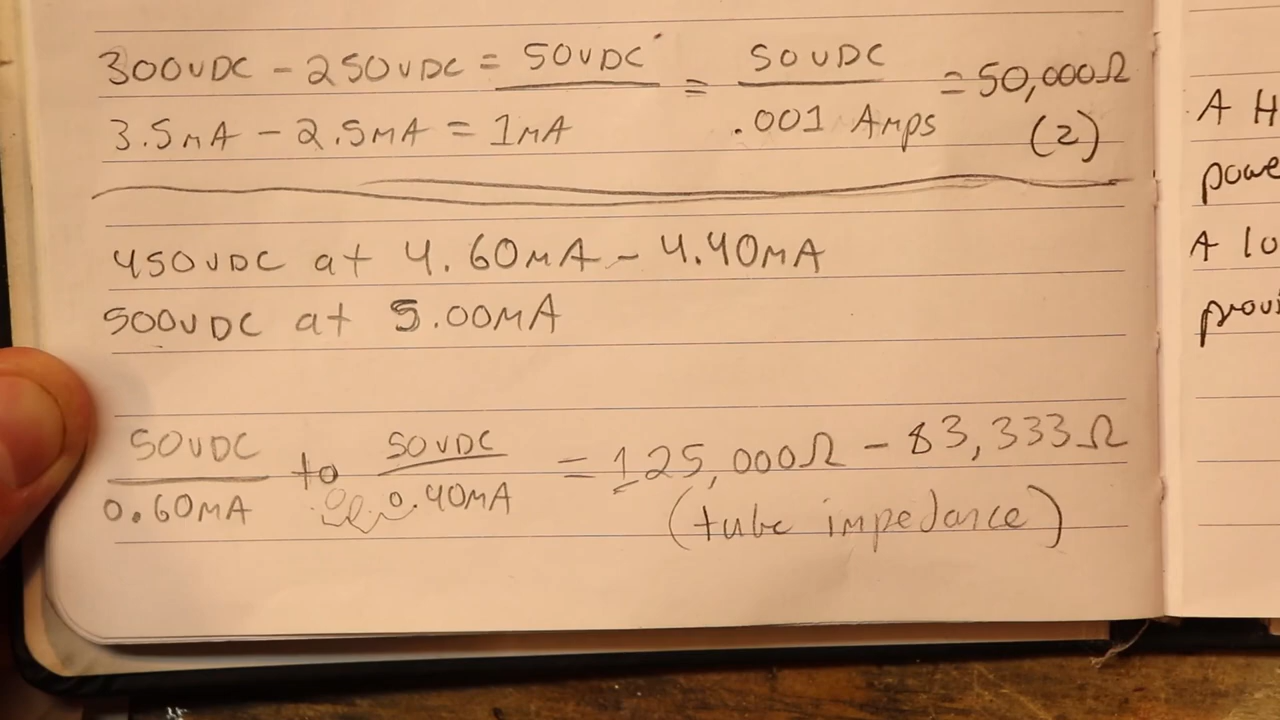 300VDC - 250VDC = 50VDC = 50VDC = 50,000Ω
3.5mA - 2.5mA = 1mA .001 Amps (2)
450VDC at 4.60mA - 4.40mA
500VDC at 5.00mA
50VDC to 50VDC = 125,000Ω - 83,333Ω
0.60mA 0.40mA (tube impedance)
A H
powe
A lo
prov